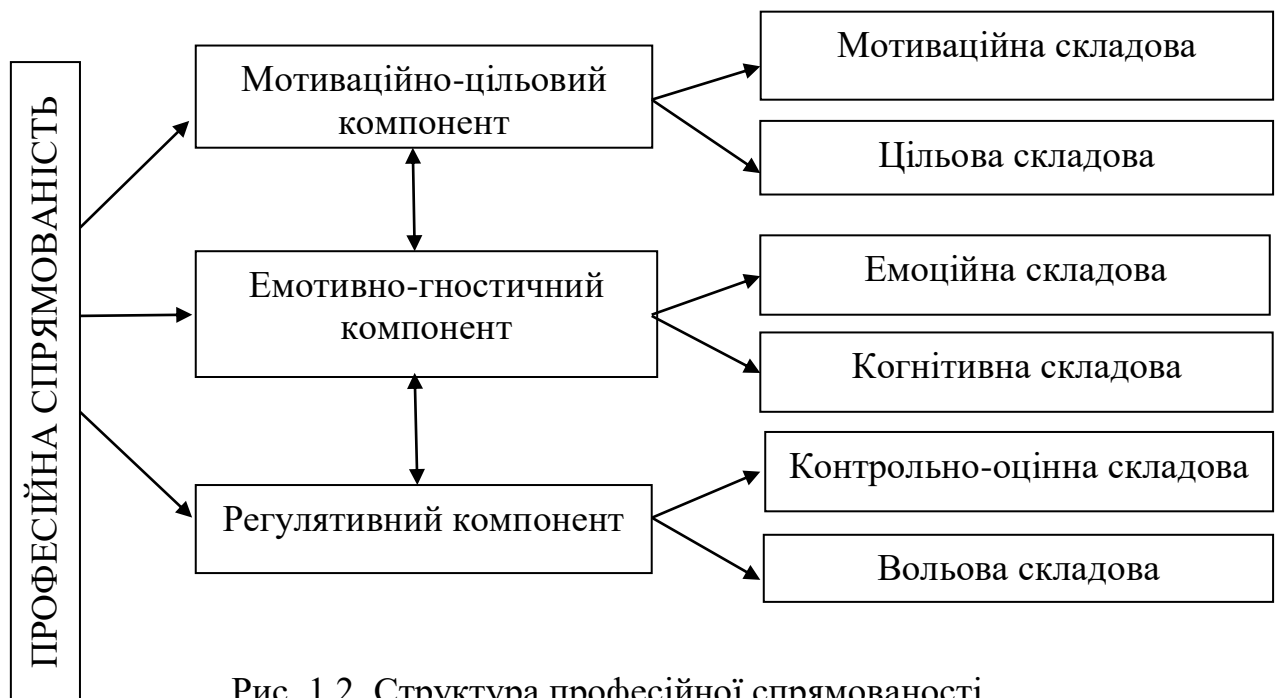 ПРОФЕСІЙНА СПРЯМОВАНІСТЬ
Мотиваційно-цільовий
компонент
Емотивно-гностичний
компонент
Регулятивний компонент
Мотиваційна складова
Цільова складова
Емоційна складова
Когнітивна складова
Контрольно-оцінна складова
Вольова складова
Рис. 1.2. Структура професійної спрямованості